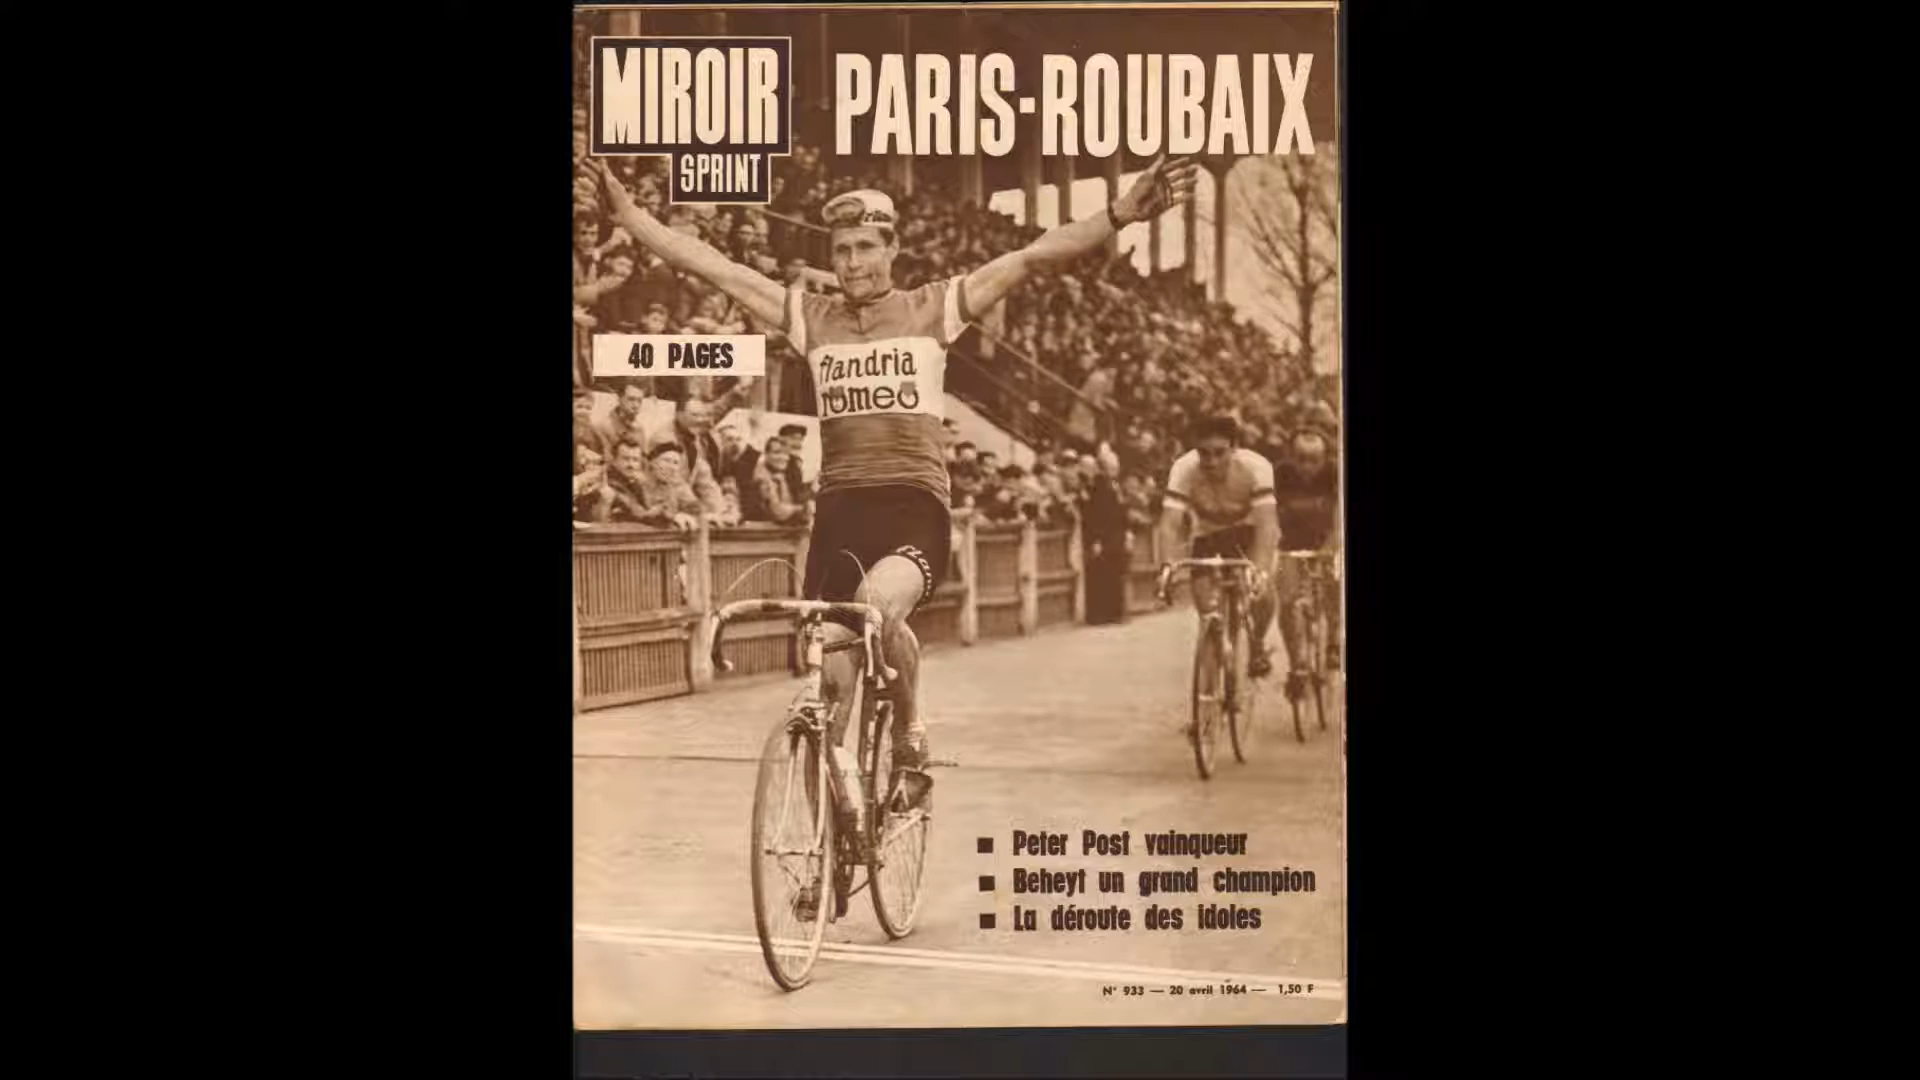 MIROIR
SPRINT
PARIS-ROUBAIX
40 PAGES
flandria
romeo
■ Peter Post vainqueur
■ Beheyt un grand champion
■ La déroute des idoles
N° 933 — 20 avril 1964 — 1,50 F